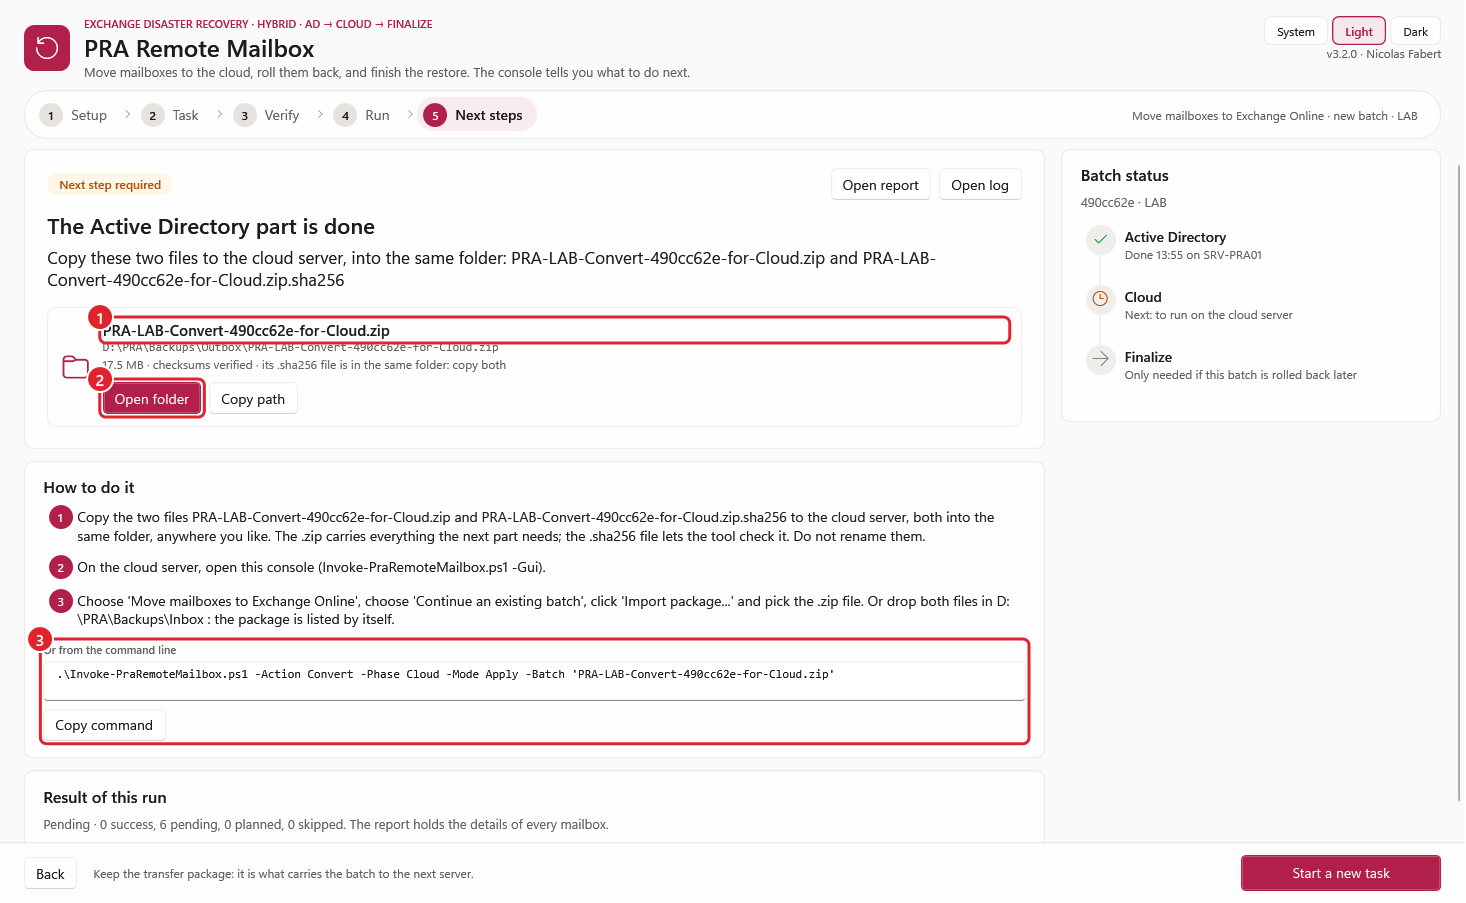 EXCHANGE DISASTER RECOVERY · HYBRID · AD → CLOUD → FINALIZE
PRA Remote Mailbox
Move mailboxes to the cloud, roll them back, and finish the restore. The console tells you what to do next.
System
Light
Dark
v3.2.0 · Nicolas Fabert
1 Setup
2 Task
3 Verify
4 Run
5 Next steps
Move mailboxes to Exchange Online · new batch · LAB
Next step required
Open report
Open log
The Active Directory part is done
Copy these two files to the cloud server, into the same folder: PRA-LAB-Convert-490cc62e-for-Cloud.zip and PRA-LAB-
Convert-490cc62e-for-Cloud.zip.sha256
1
PRA-LAB-Convert-490cc62e-for-Cloud.zip
D:\PRA\Backups\Outbox\PRA-LAB-Convert-490cc62e-for-Cloud.zip
17.5 MB · checksums verified · its .sha256 file is in the same folder: copy both
2
Open folder
Copy path
How to do it
1 Copy the two files PRA-LAB-Convert-490cc62e-for-Cloud.zip and PRA-LAB-Convert-490cc62e-for-Cloud.zip.sha256 to the cloud server, both into the
same folder, anywhere you like. The .zip carries everything the next part needs; the .sha256 file lets the tool check it. Do not rename them.
2 On the cloud server, open this console (Invoke-PraRemoteMailbox.ps1 -Gui).
3 Choose 'Move mailboxes to Exchange Online', choose 'Continue an existing batch', click 'Import package...' and pick the .zip file. Or drop both files in D:
\PRA\Backups\Inbox : the package is listed by itself.
3
Or from the command line
.\Invoke-PraRemoteMailbox.ps1 -Action Convert -Phase Cloud -Mode Apply -Batch 'PRA-LAB-Convert-490cc62e-for-Cloud.zip'
Copy command
Result of this run
Pending · 0 success, 6 pending, 0 planned, 0 skipped. The report holds the details of every mailbox.
Batch status
490cc62e · LAB
Active Directory
Done 13:55 on SRV-PRA01
Cloud
Next: to run on the cloud server
Finalize
Only needed if this batch is rolled back later
Back
Keep the transfer package: it is what carries the batch to the next server.
Start a new task